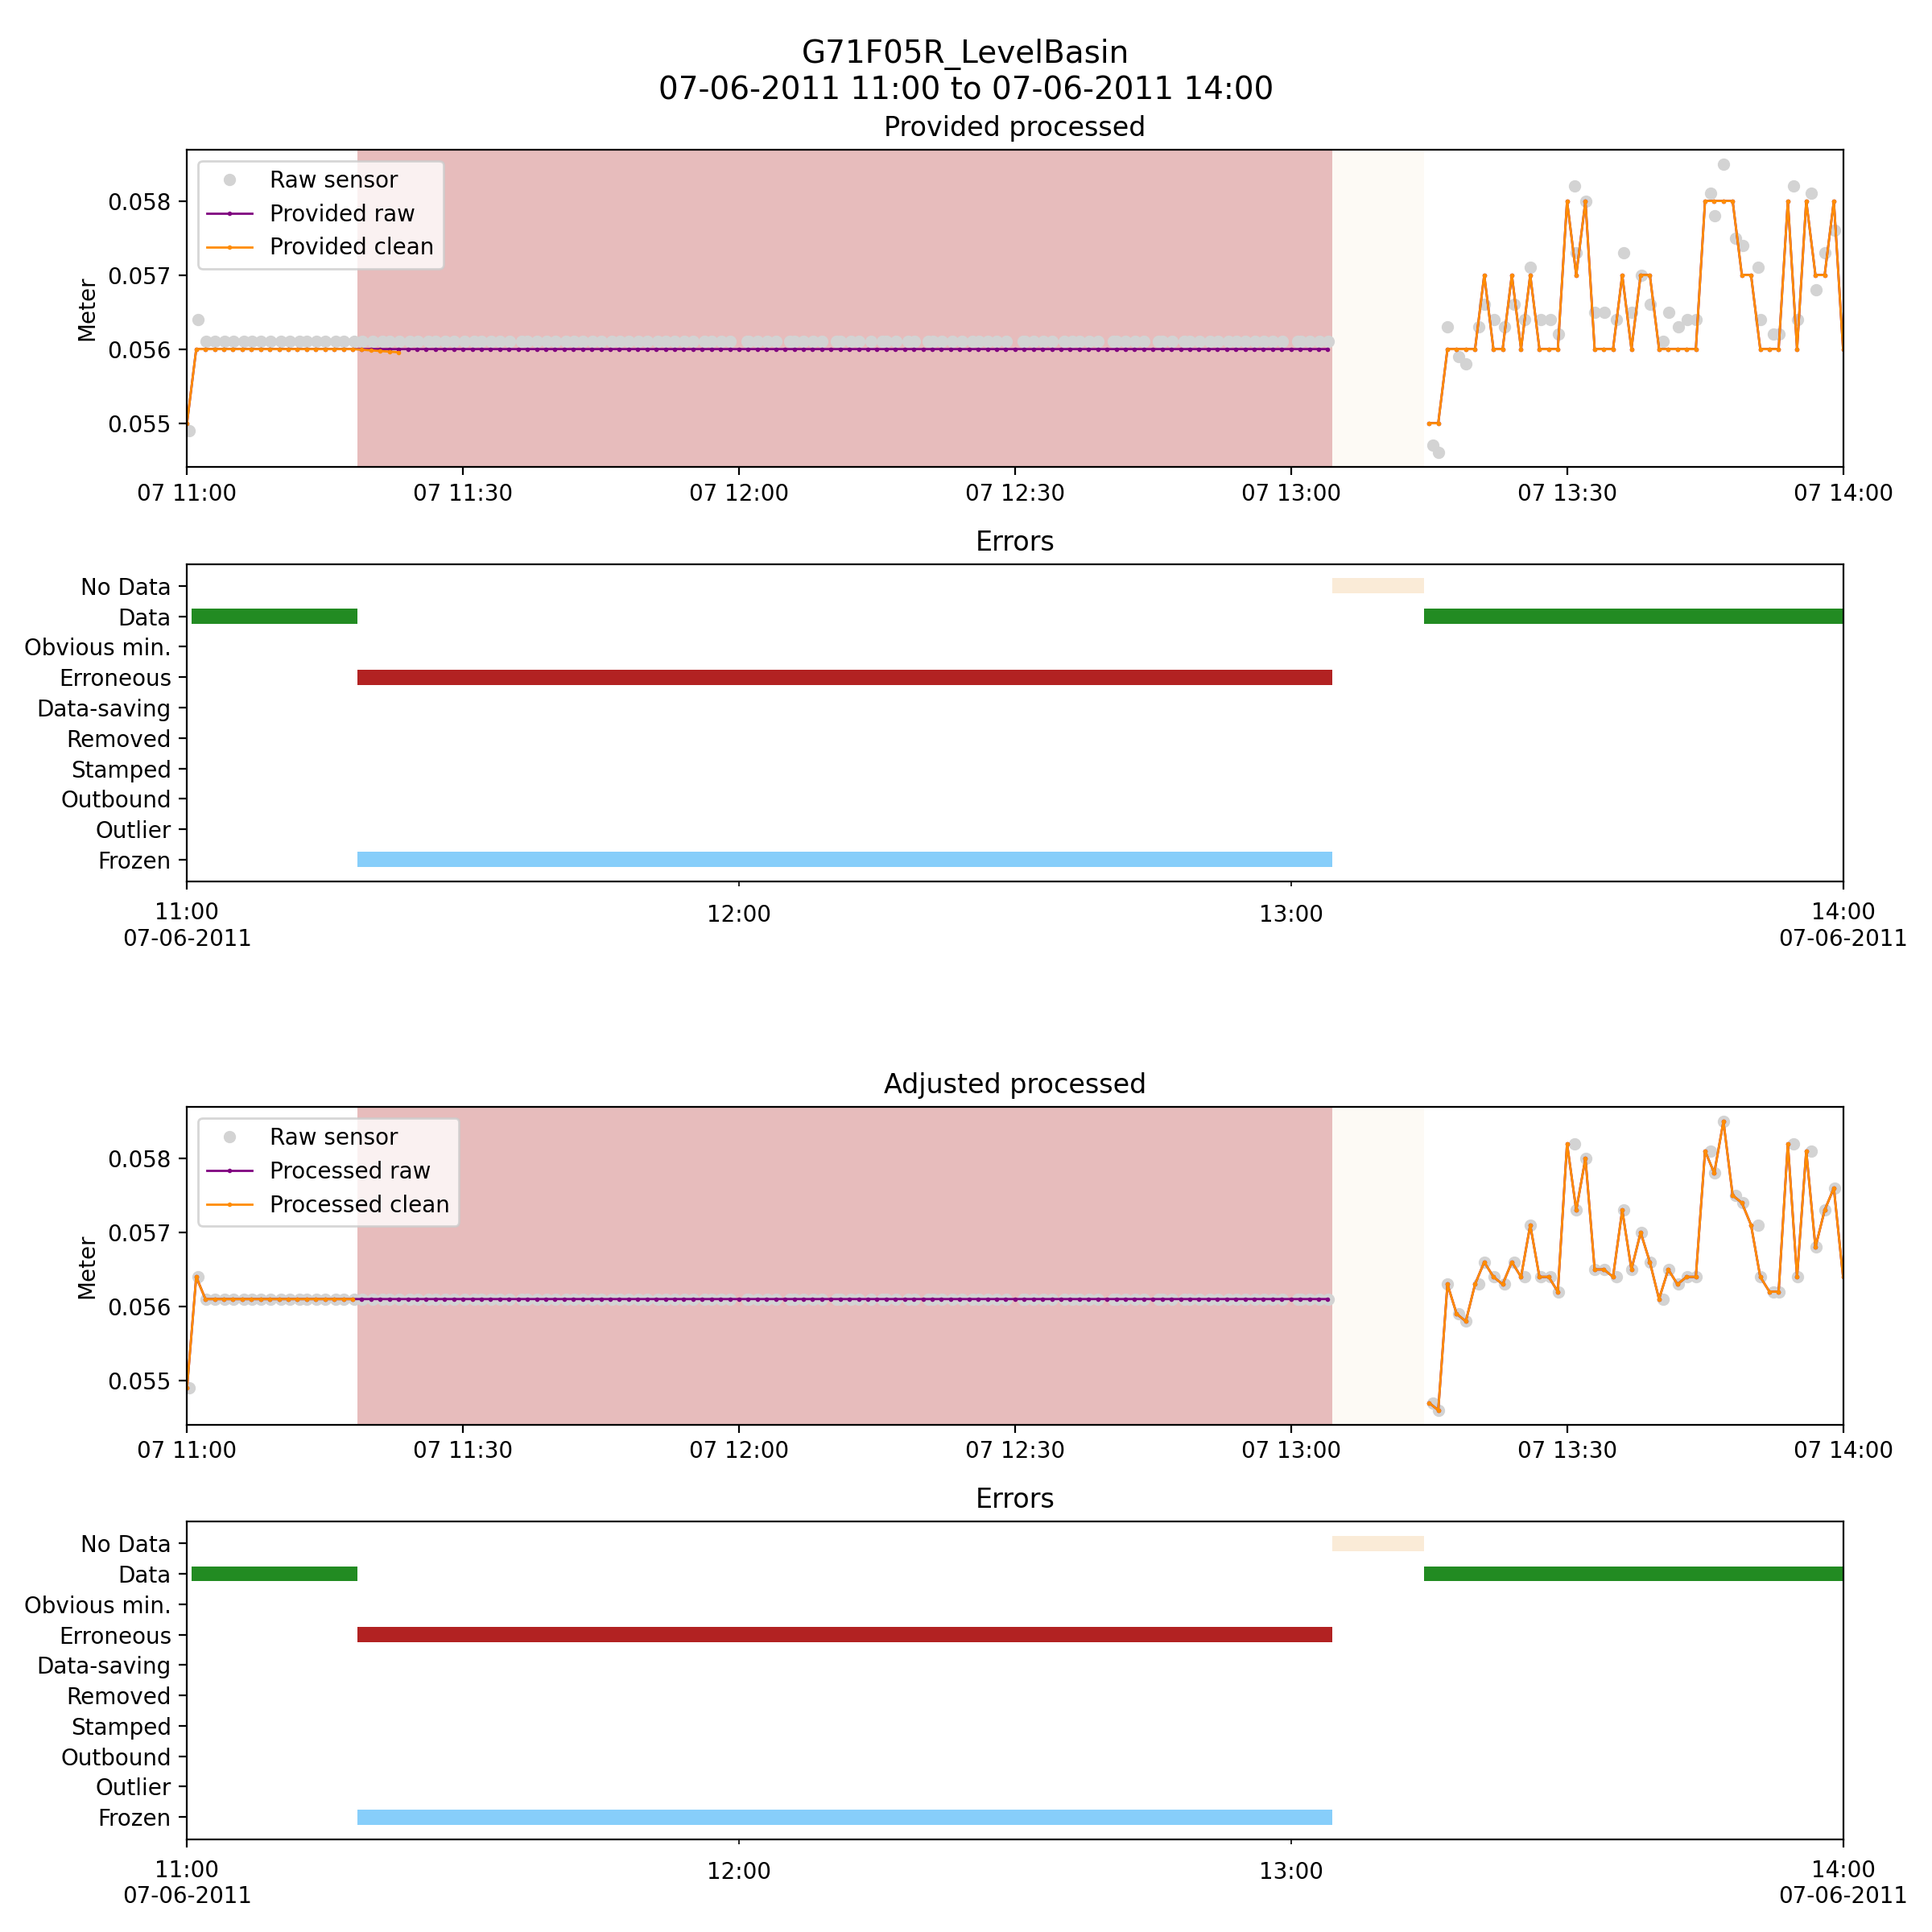 G71F05R_LevelBasin
07-06-2011 11:00 to 07-06-2011 14:00
Provided processed
Raw sensor
Provided raw
Provided clean
Meter
0.058
0.057
0.056
0.055
07 11:00 07 11:30 07 12:00 07 12:30 07 13:00 07 13:30 07 14:00
Errors
No Data
Data
Obvious min.
Erroneous
Data-saving
Removed
Stamped
Outbound
Outlier
Frozen
11:00 12:00 13:00 14:00
07-06-2011 07-06-2011
Adjusted processed
Raw sensor
Processed raw
Processed clean
Meter
0.058
0.057
0.056
0.055
07 11:00 07 11:30 07 12:00 07 12:30 07 13:00 07 13:30 07 14:00
Errors
No Data
Data
Obvious min.
Erroneous
Data-saving
Removed
Stamped
Outbound
Outlier
Frozen
11:00 12:00 13:00 14:00
07-06-2011 07-06-2011